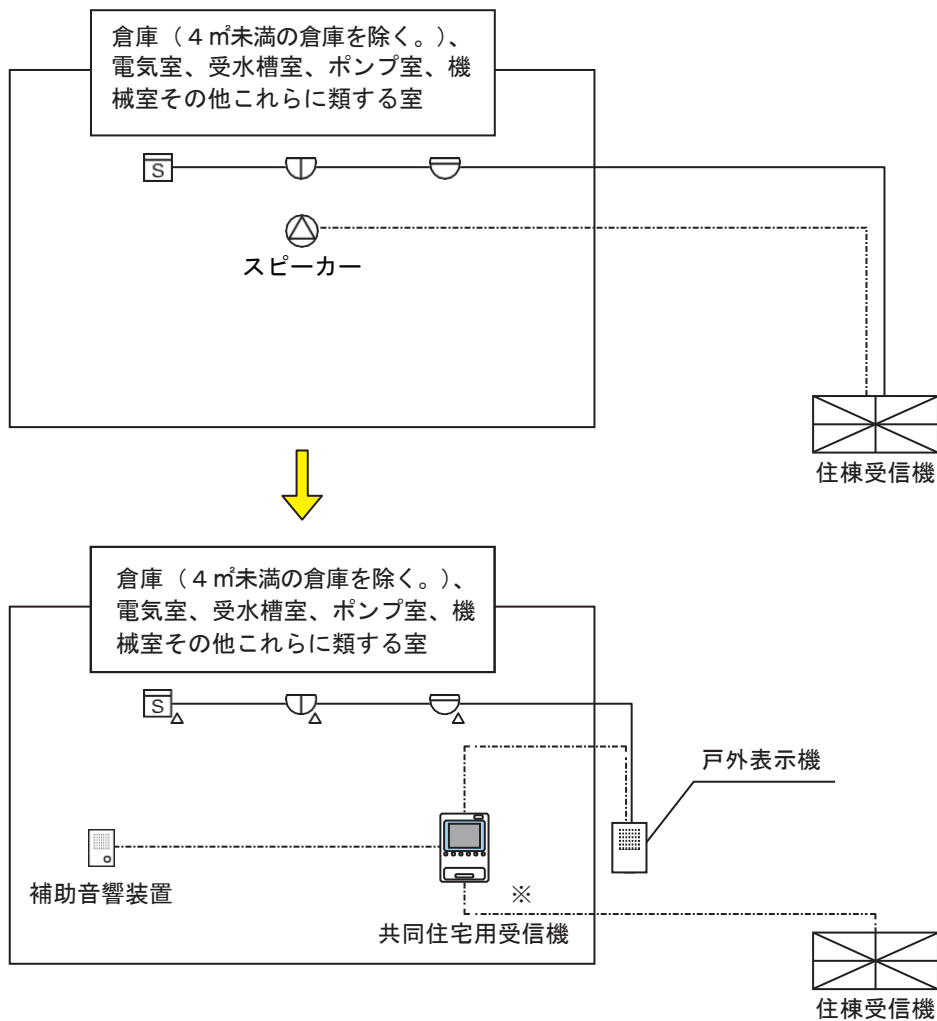 倉庫（４㎡未満の倉庫を除く。）、
電気室、受水槽室、ポンプ室、機
械室その他これらに類する室
S
スピーカー
住棟受信機
倉庫（４㎡未満の倉庫を除く。）、
電気室、受水槽室、ポンプ室、機
械室その他これらに類する室
S
戸外表示機
補助音響装置
※
共同住宅用受信機
住棟受信機